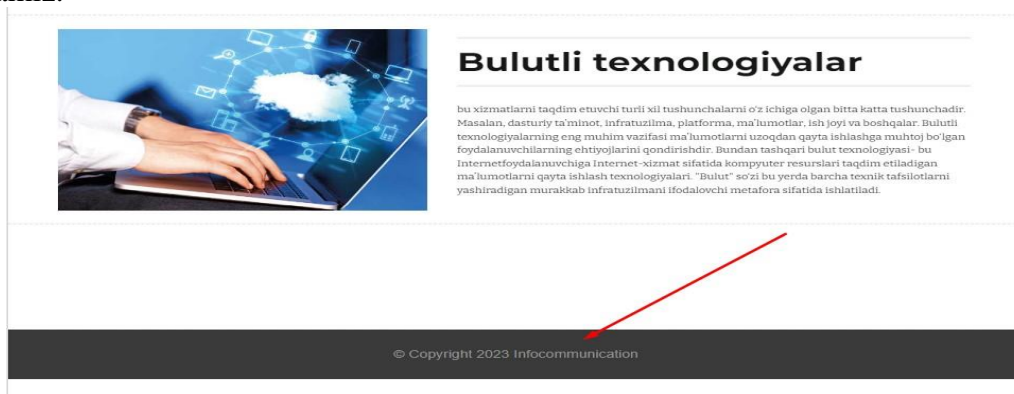 Bulutli texnologiyalar
bu xizmatlarni taqdim etuvchi turli xil tushunchalarni o'z ichiga olgan bitta katta tushunchadir.
Masalan, dasturiy ta'minot, infratuzilma, platforma, ma'lumotlar, ish joyi va boshqalar. Bulutli
texnologiyalarning eng muhim vazifasi ma'lumotlarni uzoqdan qayta ishlashga muhtoj bo'lgan
foydalanuvchilarning ehtiyojlarini qondirishdir. Bundan tashqari bulut texnologiyasi- bu
Internetfoydalanuvchiga Internet-xizmat sifatida kompyuter resurslari taqdim etiladigan
ma'lumotlarni qayta ishlash texnologiyalari. "Bulut" so'zi bu yerda barcha texnik tafsilotlarni
yashiradigan murakkab infratuzilmani ifodalovchi metafora sifatida ishlatiladi.
© Copyright 2023 Infocommunication